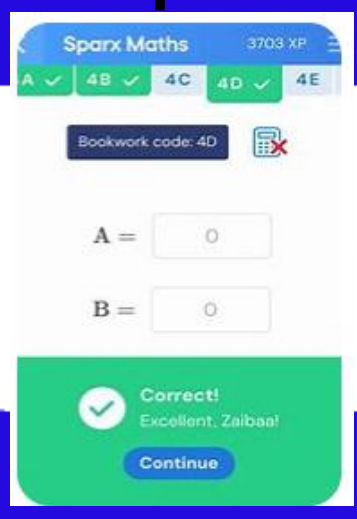 Sparx Maths 3703 XP
A 4B 4C 4D 4E
Bookwork code: 4D
A = 0
B = 0
Correct!
Excellent, Zaibaa!
Continue